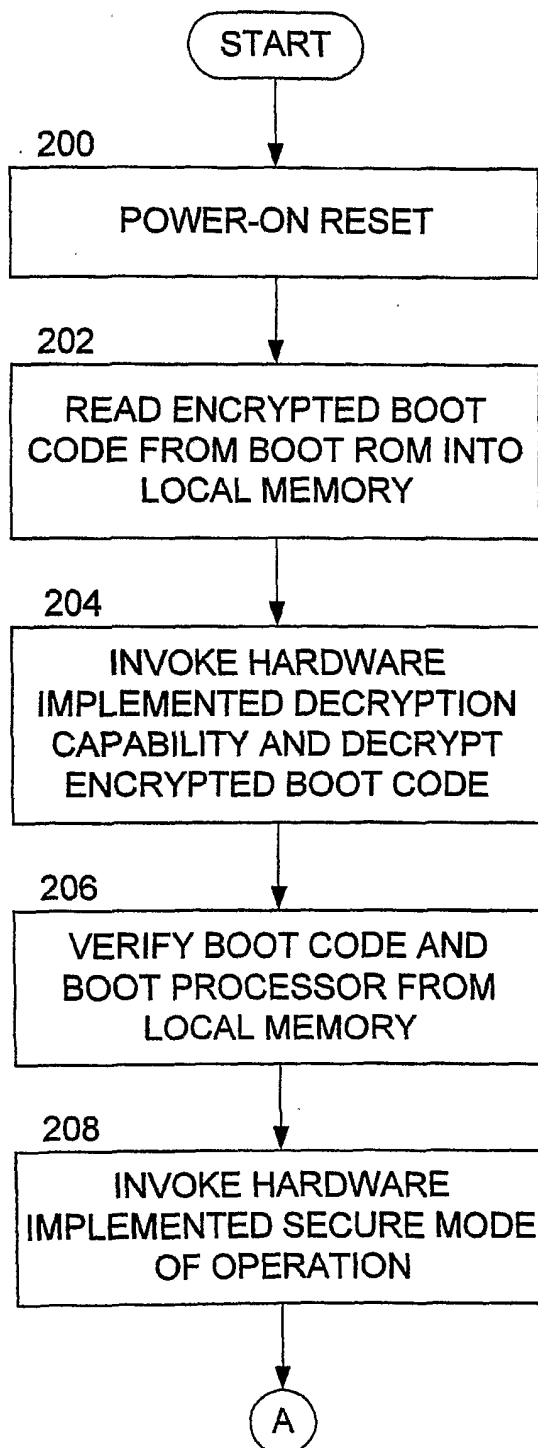 START
200
POWER-ON RESET
202
READ ENCRYPTED BOOT
CODE FROM BOOT ROM INTO
LOCAL MEMORY
204
INVOKE HARDWARE
IMPLEMENTED DECRYPTION
CAPABILITY AND DECRYPT
ENCRYPTED BOOT CODE
206
VERIFY BOOT CODE AND
BOOT PROCESSOR FROM
LOCAL MEMORY
208
INVOKE HARDWARE
IMPLEMENTED SECURE MODE
OF OPERATION
A